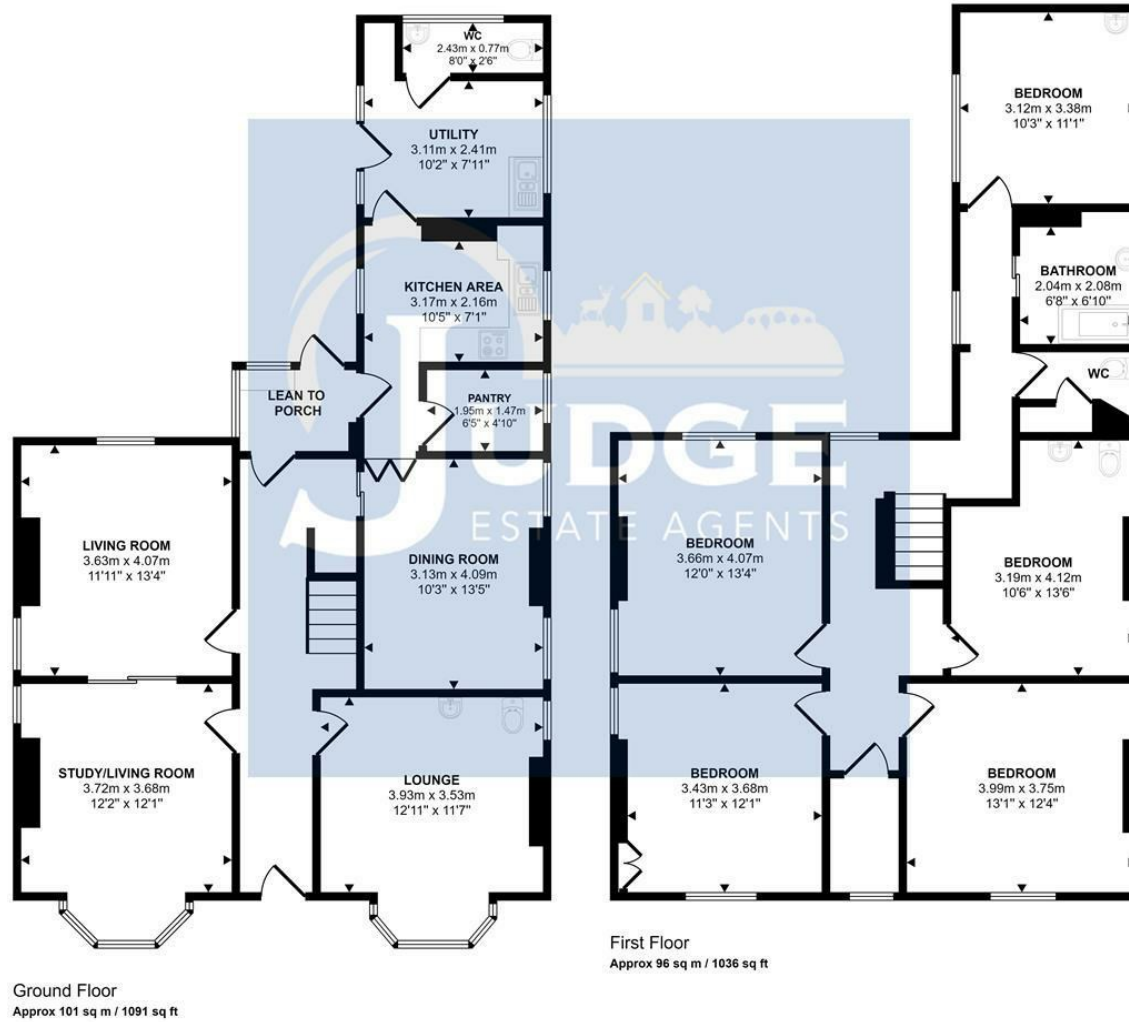 WC
2.43m x 0.77m
8'0" x 2'6"
UTILITY
3.11m x 2.41m
10'2" x 7'11"
KITCHEN AREA
3.17m x 2.16m
10'5" x 7'1"
LEAN TO
PORCH
PANTRY
1.95m x 1.47m
6'5" x 4'10"
LIVING ROOM
3.63m x 4.07m
11'11" x 13'4"
DINING ROOM
3.13m x 4.09m
10'3" x 13'5"
STUDY/LIVING ROOM
3.72m x 3.68m
12'2" x 12'1"
LOUNGE
3.93m x 3.53m
12'11" x 11'7"
Ground Floor
Approx 101 sq m / 1091 sq ft
BEDROOM
3.12m x 3.38m
10'3" x 11'1"
BATHROOM
2.04m x 2.08m
6'8" x 6'10"
WC
BEDROOM
3.66m x 4.07m
12'0" x 13'4"
BEDROOM
3.19m x 4.12m
10'6" x 13'6"
BEDROOM
3.43m x 3.68m
11'3" x 12'1"
BEDROOM
3.99m x 3.75m
13'1" x 12'4"
First Floor
Approx 96 sq m / 1036 sq ft
JUDGE
ESTATE AGENTS